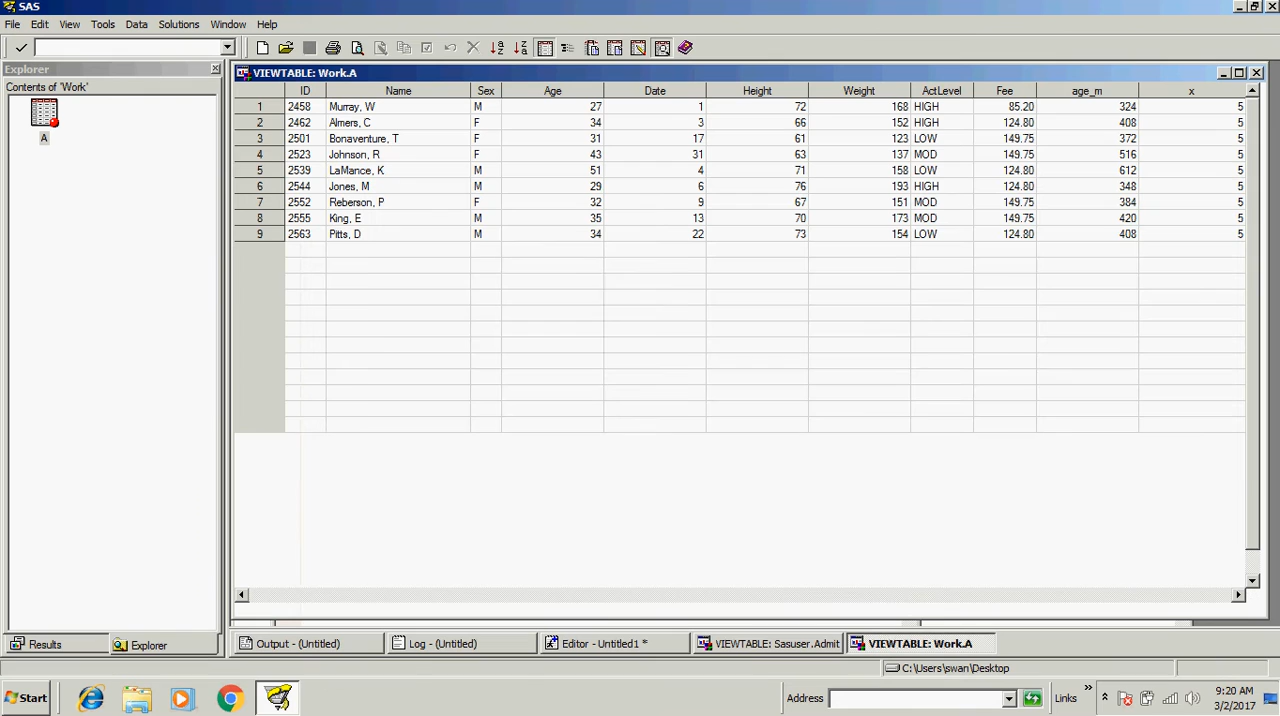 SAS
File Edit View Tools Data Solutions Window Help
Explorer
Contents of 'Work'
A
VIEWTABLE: Work.A
ID Name Sex Age Date Height Weight ActLevel Fee age_m x
1 2458 Murray, W M 27 1 72 168 HIGH 85.20 324 5
2 2462 Almers, C F 34 3 66 152 HIGH 124.80 408 5
3 2501 Bonaventure, T F 31 17 61 123 LOW 149.75 372 5
4 2523 Johnson, R F 43 31 63 137 MOD 149.75 516 5
5 2539 LaMance, K M 51 4 71 158 LOW 124.80 612 5
6 2544 Jones, M M 29 6 76 193 HIGH 124.80 348 5
7 2552 Reberson, P F 32 9 67 151 MOD 149.75 384 5
8 2555 King, E M 35 13 70 173 MOD 149.75 420 5
9 2563 Pitts, D M 34 22 73 154 LOW 124.80 408 5
Results Explorer
Output - (Untitled) Log - (Untitled) Editor - Untitled1 * VIEWTABLE: Sasuser.Admit VIEWTABLE: Work.A
C:\Users\swan\Desktop
Start Address Links » 9:20 AM
3/2/2017